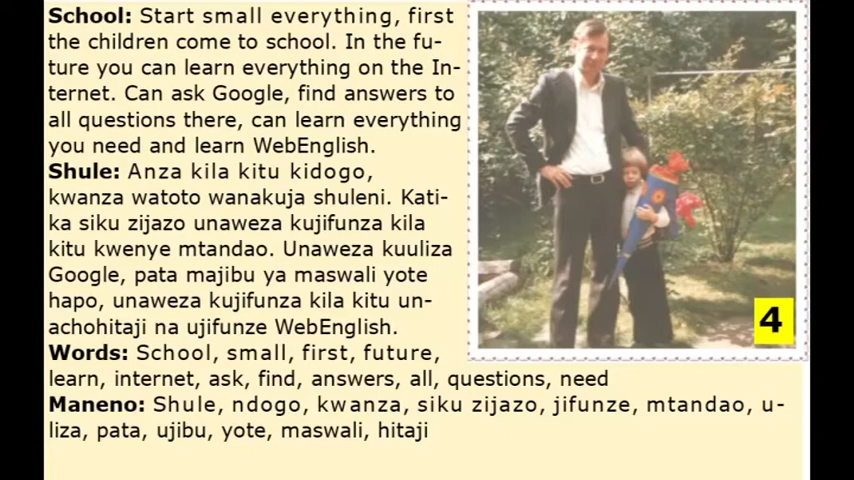 School: Start small everything, first
the children come to school. In the fu-
ture you can learn everything on the In-
ternet. Can ask Google, find answers to
all questions there, can learn everything
you need and learn WebEnglish.
Shule: Anza kila kitu kidogo,
kwanza watoto wanakuja shuleni. Kati-
ka siku zijazo unaweza kujifunza kila
kitu kwenye mtandao. Unaweza kuuliza
Google, pata majibu ya maswali yote
hapo, unaweza kujifunza kila kitu un-
achohitaji na ujifunze WebEnglish.
Words: School, small, first, future,
learn, internet, ask, find, answers, all, questions, need
Maneno: Shule, ndogo, kwanza, siku zijazo, jifunze, mtandao, u-
liza, pata, ujibu, yote, maswali, hitaji
4